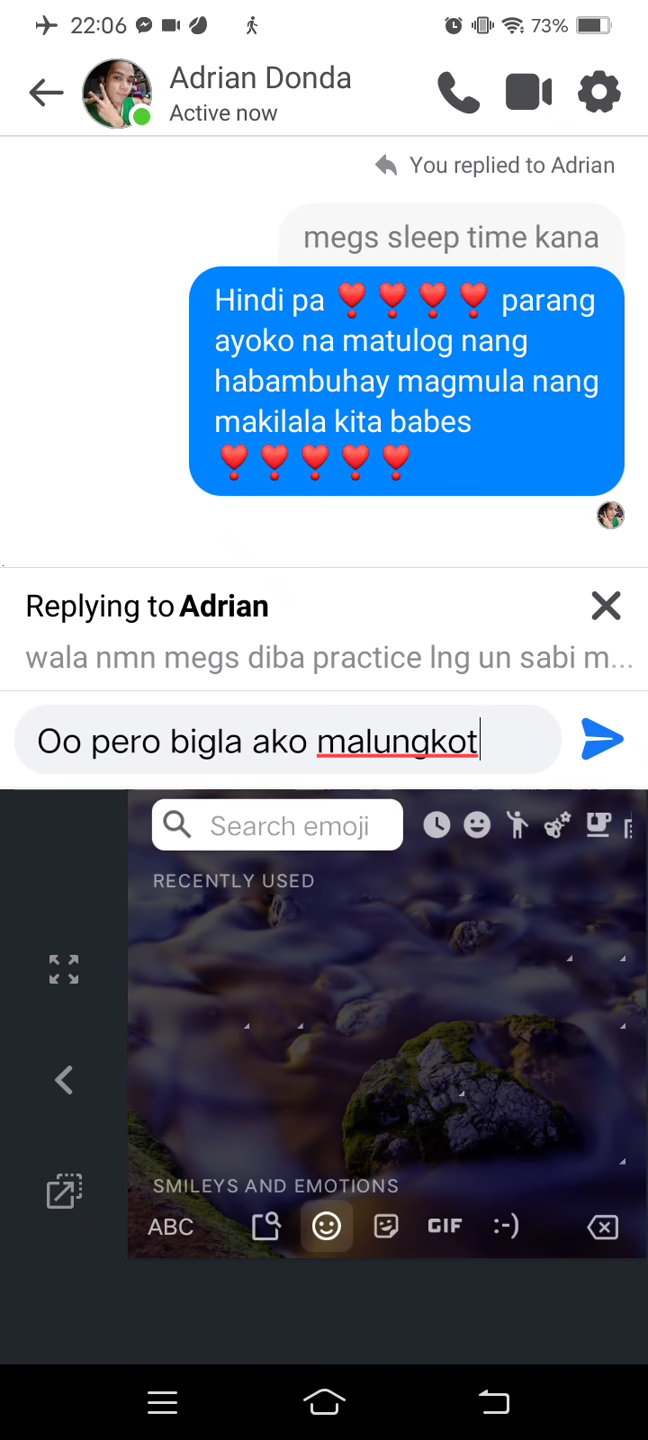 22:06
73%
Adrian Donda
Active now
You replied to Adrian
megs sleep time kana
Hindi pa ❣️ ❣️ ❣️ ❣️ parang
ayoko na matulog nang
habambuhay magmula nang
makilala kita babes
❣️ ❣️ ❣️ ❣️ ❣️
Replying to Adrian
wala nmn megs diba practice lng un sabi m...
Oo pero bigla ako malungkot
Search emoji
RECENTLY USED
SMILEYS AND EMOTIONS
ABC
GIF
:-)